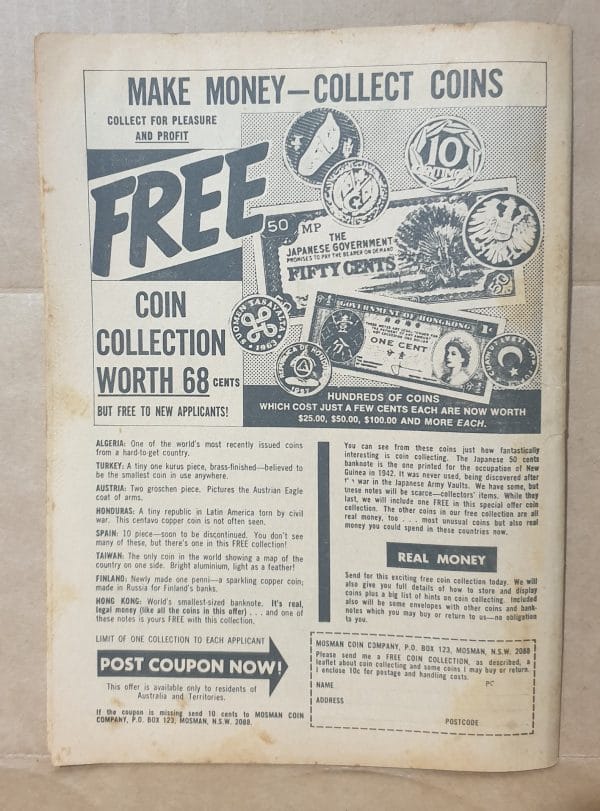 MAKE MONEY—COLLECT COINS
COLLECT FOR PLEASURE
AND PROFIT
FREE
COIN
COLLECTION
WORTH 68 CENTS
BUT FREE TO NEW APPLICANTS!
10
50 MP
THE
JAPANESE GOVERNMENT
PROMISES TO PAY THE BEARER ON DEMAND
FIFTY CENTS
GOVERNMENT OF HONGKONG
壹
分
ONE CENT
SUOMEN TASAVALTA
1963
HUNDREDS OF COINS
WHICH COST JUST A FEW CENTS EACH ARE NOW WORTH
$25.00, $50.00, $100.00 AND MORE EACH.
ALGERIA: One of the world's most recently issued coins
from a hard-to-get country.
TURKEY: A tiny one kurus piece, brass-finished—believed to
be the smallest coin in use anywhere.
AUSTRIA: Two groschen piece. Pictures the Austrian Eagle
coat of arms.
HONDURAS: A tiny republic in Latin America torn by civil
war. This centavo copper coin is not often seen.
SPAIN: 10 piece—soon to be discontinued. You don't see
many of these, but there's one in this FREE collection!
TAIWAN: The only coin in the world showing a map of the
country on one side. Bright aluminium, light as a feather!
FINLAND: Newly made one penni—a sparkling copper coin;
made in Russia for Finland's banks.
HONG KONG: World's smallest-sized banknote. It's real,
legal money (like all the coins in this offer) . . . and one
of these is yours FREE with this collection.
LIMIT OF ONE COLLECTION TO EACH APPLICANT
POST COUPON NOW!
This offer is available only to residents of
Australia and Territories.
If the coupon is missing send 10 cents to MOSMAN COIN
COMPANY, P.O. BOX 123, MOSMAN, N.S.W. 2088.
You can see from these coins just how fantastically
interesting is coin collecting. The Japanese 50 cents
banknote is the one printed for the occupation of New
Guinea in 1942. It was never used, being discovered after
war in the Japanese Army Vaults. We have some, but
these notes will be scarce—collectors' items. While they
last, we will include one FREE in this special offer coin
collection. The other coins in our free collection are all
real money, too . . . most unusual coins but also real
money you could spend in these countries now.
REAL MONEY
Send for this exciting free coin collection today. We will
also give you full details of how to store and display
coins plus a big list of hints on coin collecting. Included
also will be some envelopes with other coins and bank-
notes which you may buy or return to us—no obligation
to you.
MOSMAN COIN COMPANY, P.O. BOX 123, MOSMAN, N.S.W. 2088
Please send me a FREE COIN COLLECTION, as described, a
leaflet about coin collecting and some coins I may buy or return.
I enclose 10c for postage and handling costs.
PC
NAME
ADDRESS
POSTCODE